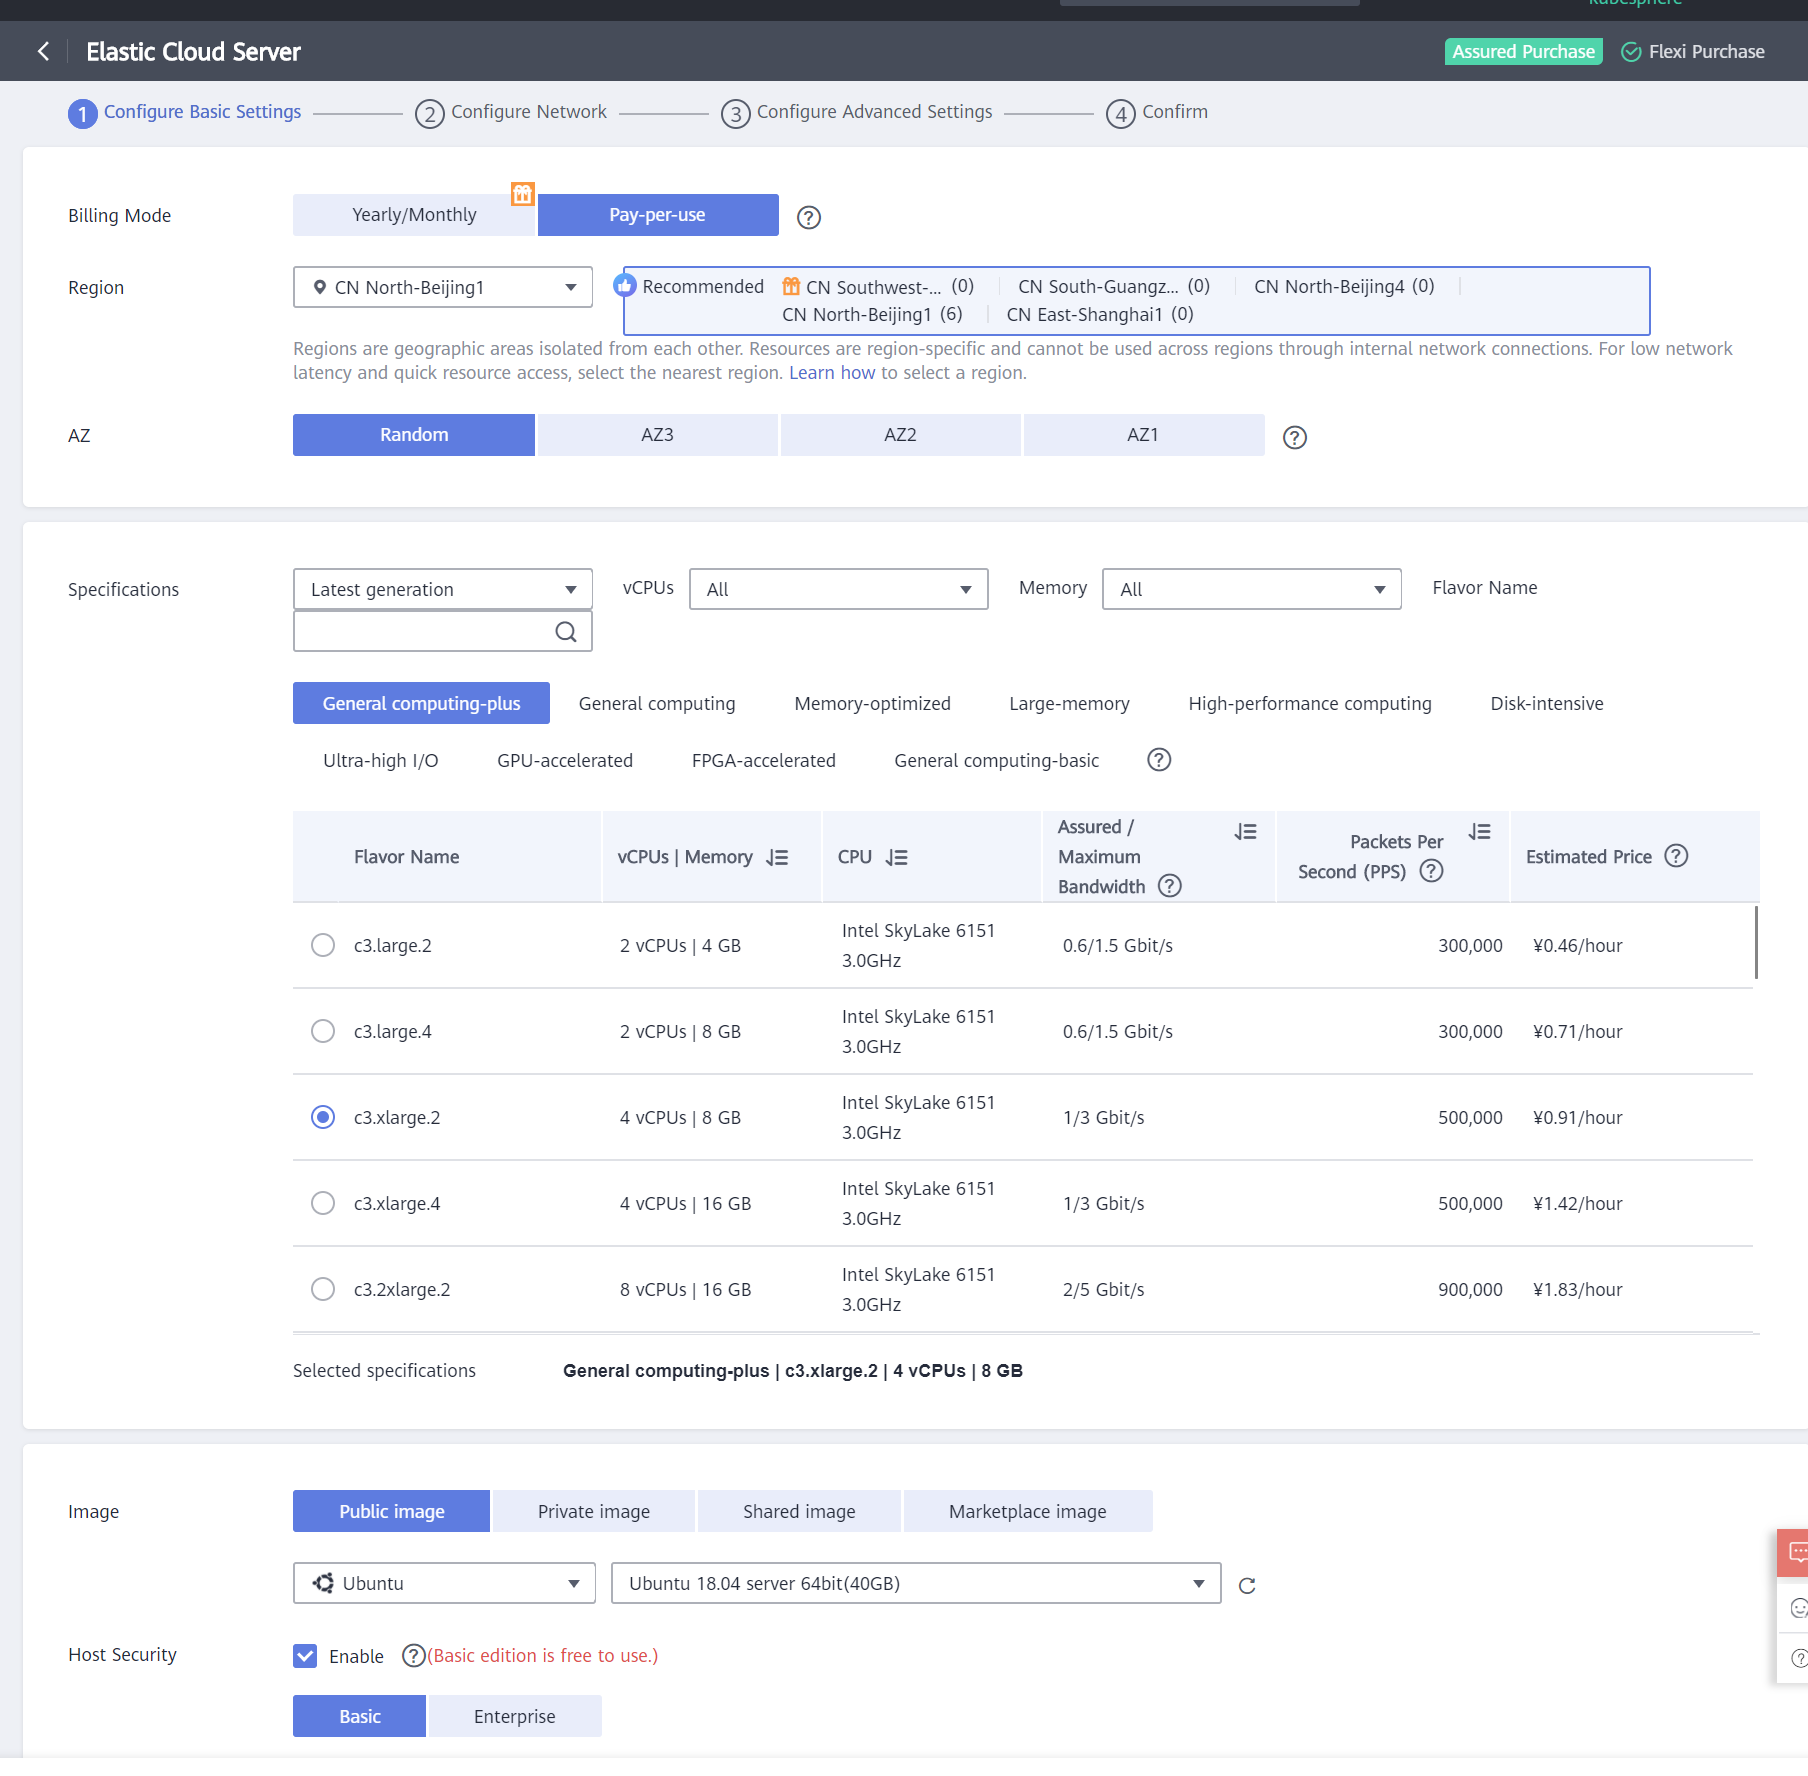 Elastic Cloud Server
Assured Purchase
Flexi Purchase
1 Configure Basic Settings
2 Configure Network
3 Configure Advanced Settings
4 Confirm
Billing Mode
Yearly/Monthly
Pay-per-use
Region
CN North-Beijing1
Recommended
CN Southwest-... (0)
CN South-Guangz... (0)
CN North-Beijing4 (0)
CN North-Beijing1 (6)
CN East-Shanghai1 (0)
Regions are geographic areas isolated from each other. Resources are region-specific and cannot be used across regions through internal network connections. For low network
latency and quick resource access, select the nearest region. Learn how to select a region.
AZ
Random
AZ3
AZ2
AZ1
Specifications
Latest generation
vCPUs
All
Memory
All
Flavor Name
General computing-plus
General computing
Memory-optimized
Large-memory
High-performance computing
Disk-intensive
Ultra-high I/O
GPU-accelerated
FPGA-accelerated
General computing-basic
Flavor Name
vCPUs | Memory
CPU
Assured /
Maximum
Bandwidth
Packets Per
Second (PPS)
Estimated Price
c3.large.2
2 vCPUs | 4 GB
Intel SkyLake 6151
3.0GHz
0.6/1.5 Gbit/s
300,000
¥0.46/hour
c3.large.4
2 vCPUs | 8 GB
Intel SkyLake 6151
3.0GHz
0.6/1.5 Gbit/s
300,000
¥0.71/hour
c3.xlarge.2
4 vCPUs | 8 GB
Intel SkyLake 6151
3.0GHz
1/3 Gbit/s
500,000
¥0.91/hour
c3.xlarge.4
4 vCPUs | 16 GB
Intel SkyLake 6151
3.0GHz
1/3 Gbit/s
500,000
¥1.42/hour
c3.2xlarge.2
8 vCPUs | 16 GB
Intel SkyLake 6151
3.0GHz
2/5 Gbit/s
900,000
¥1.83/hour
Selected specifications
General computing-plus | c3.xlarge.2 | 4 vCPUs | 8 GB
Image
Public image
Private image
Shared image
Marketplace image
Ubuntu
Ubuntu 18.04 server 64bit(40GB)
Host Security
Enable
(Basic edition is free to use.)
Basic
Enterprise